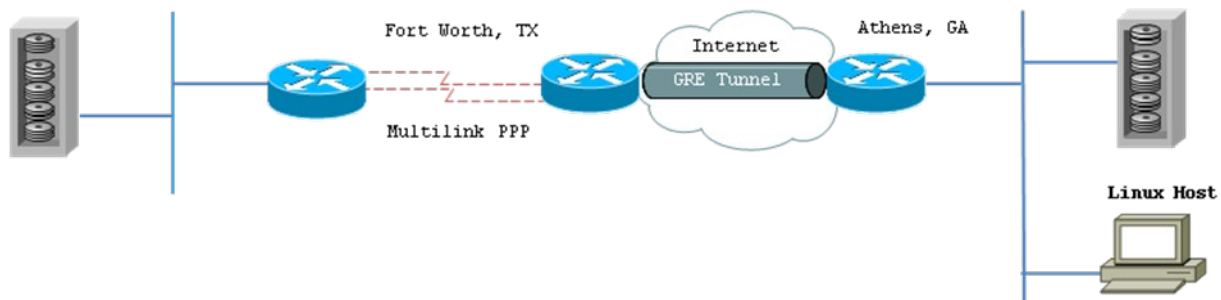 Fort Worth, TX
Internet
Athens, GA
GRE Tunnel
Multilink PPP
Linux Host